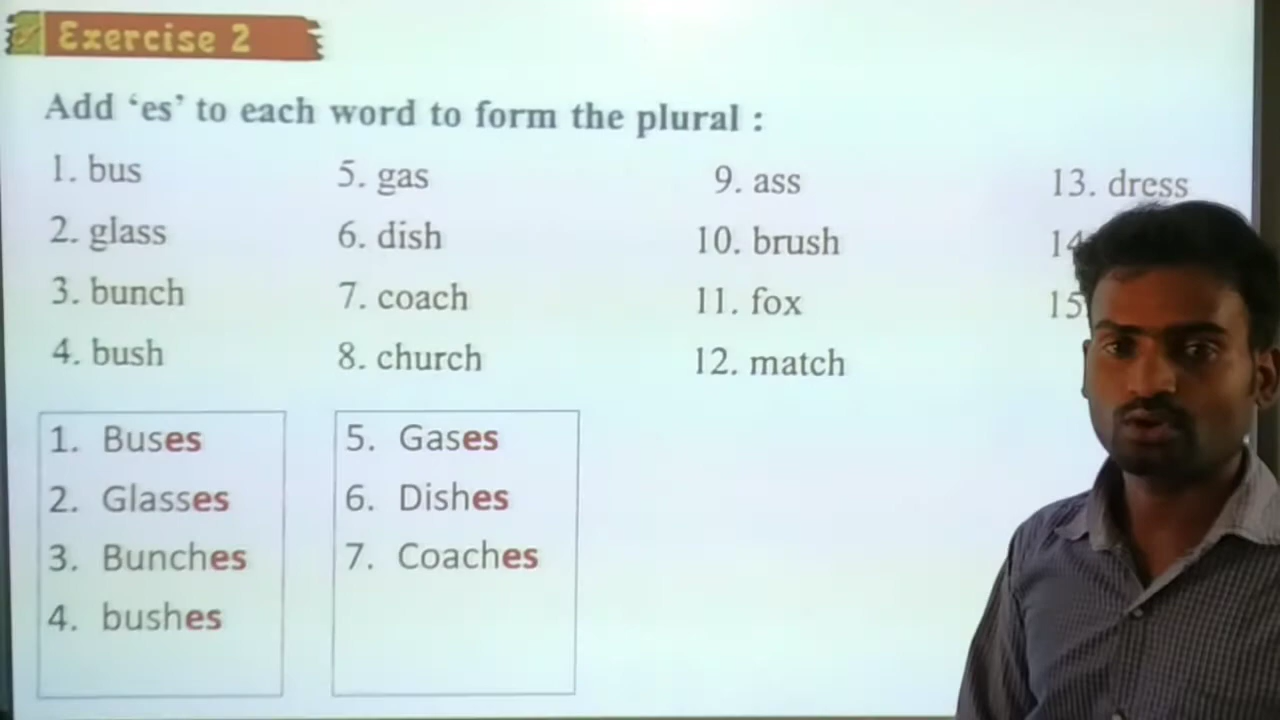 Exercise 2
Add ‘es’ to each word to form the plural :
1. bus
2. glass
3. bunch
4. bush
5. gas
6. dish
7. coach
8. church
9. ass
10. brush
11. fox
12. match
13. dress
14
15.
1. Buses
2. Glasses
3. Bunches
4. bushes
5. Gases
6. Dishes
7. Coaches